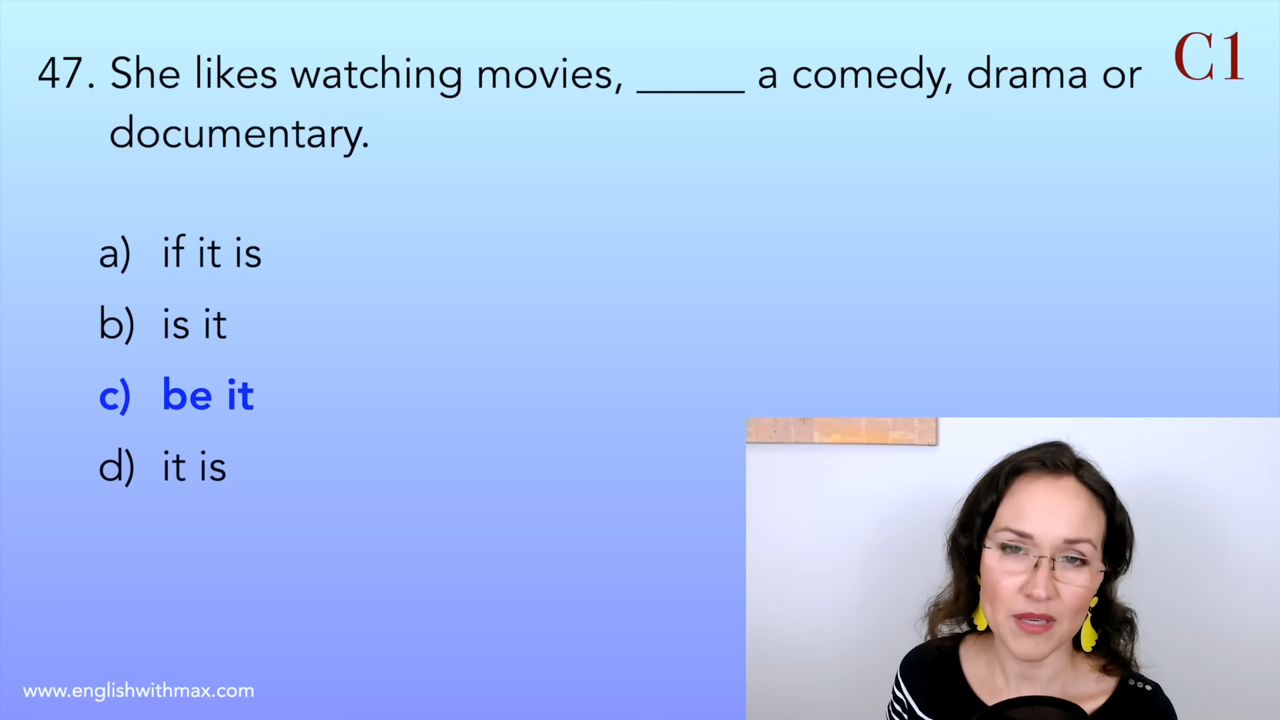 47. She likes watching movies, _____ a comedy, drama or
C1
documentary.
a) if it is
b) is it
c) be it
d) it is
www.englishwithmax.com